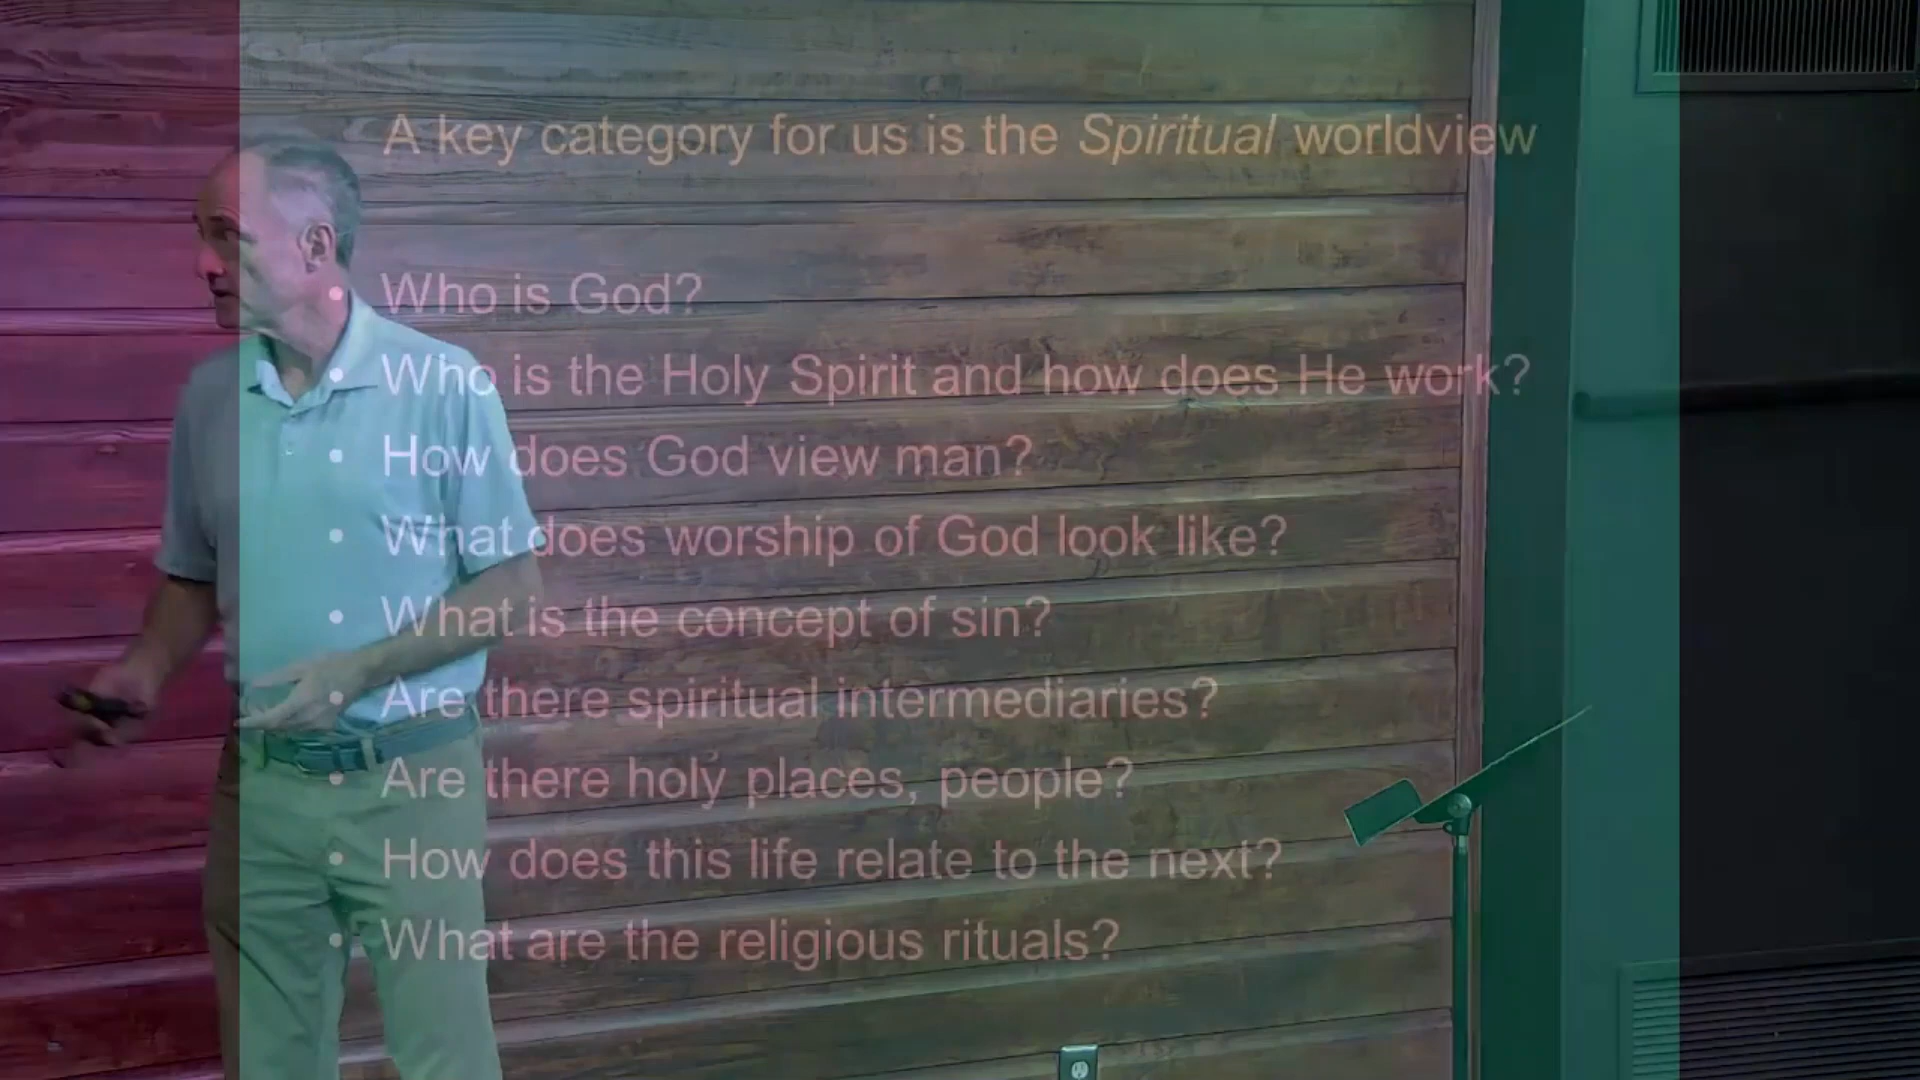 A key category for us is the Spiritual worldview
• Who is God?
• Who is the Holy Spirit and how does He work?
• How does God view man?
• What does worship of God look like?
• What is the concept of sin?
• Are there spiritual intermediaries?
• Are there holy places, people?
• How does this life relate to the next?
• What are the religious rituals?